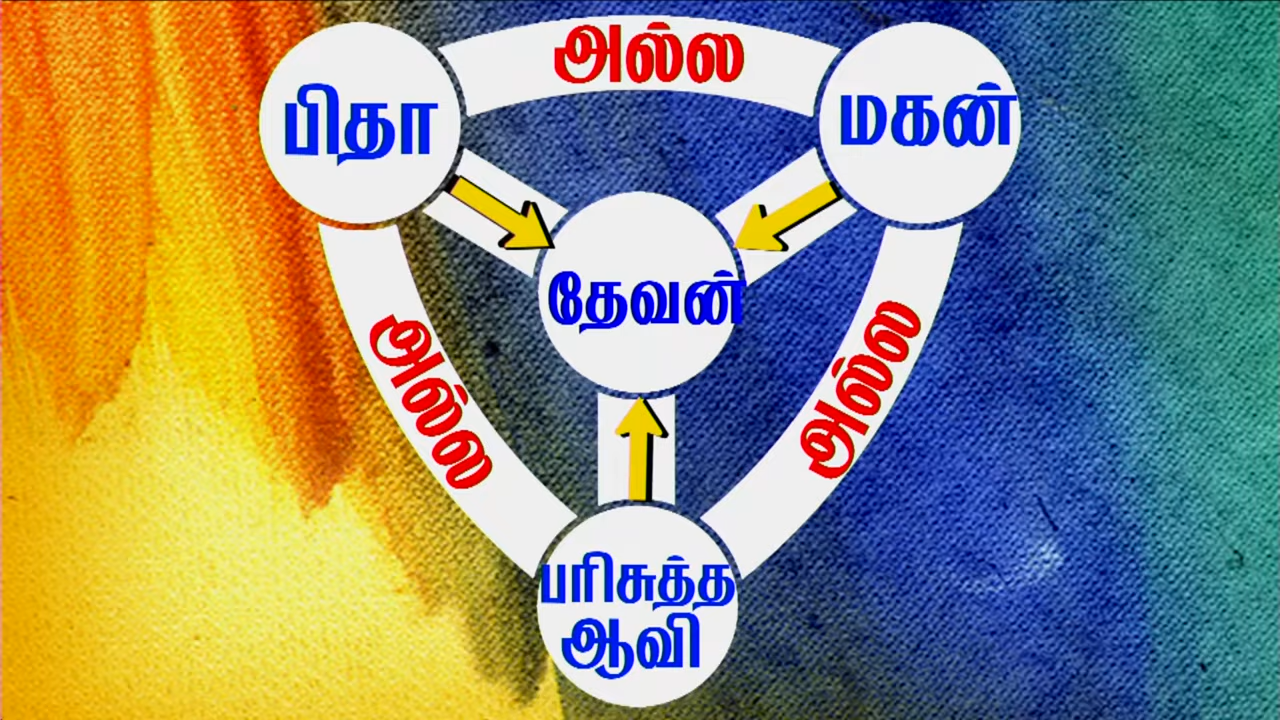 அல்ல
பிதா
மகன்
தேவன்
அல்ல
அல்ல
பரிசுத்த
ஆவி